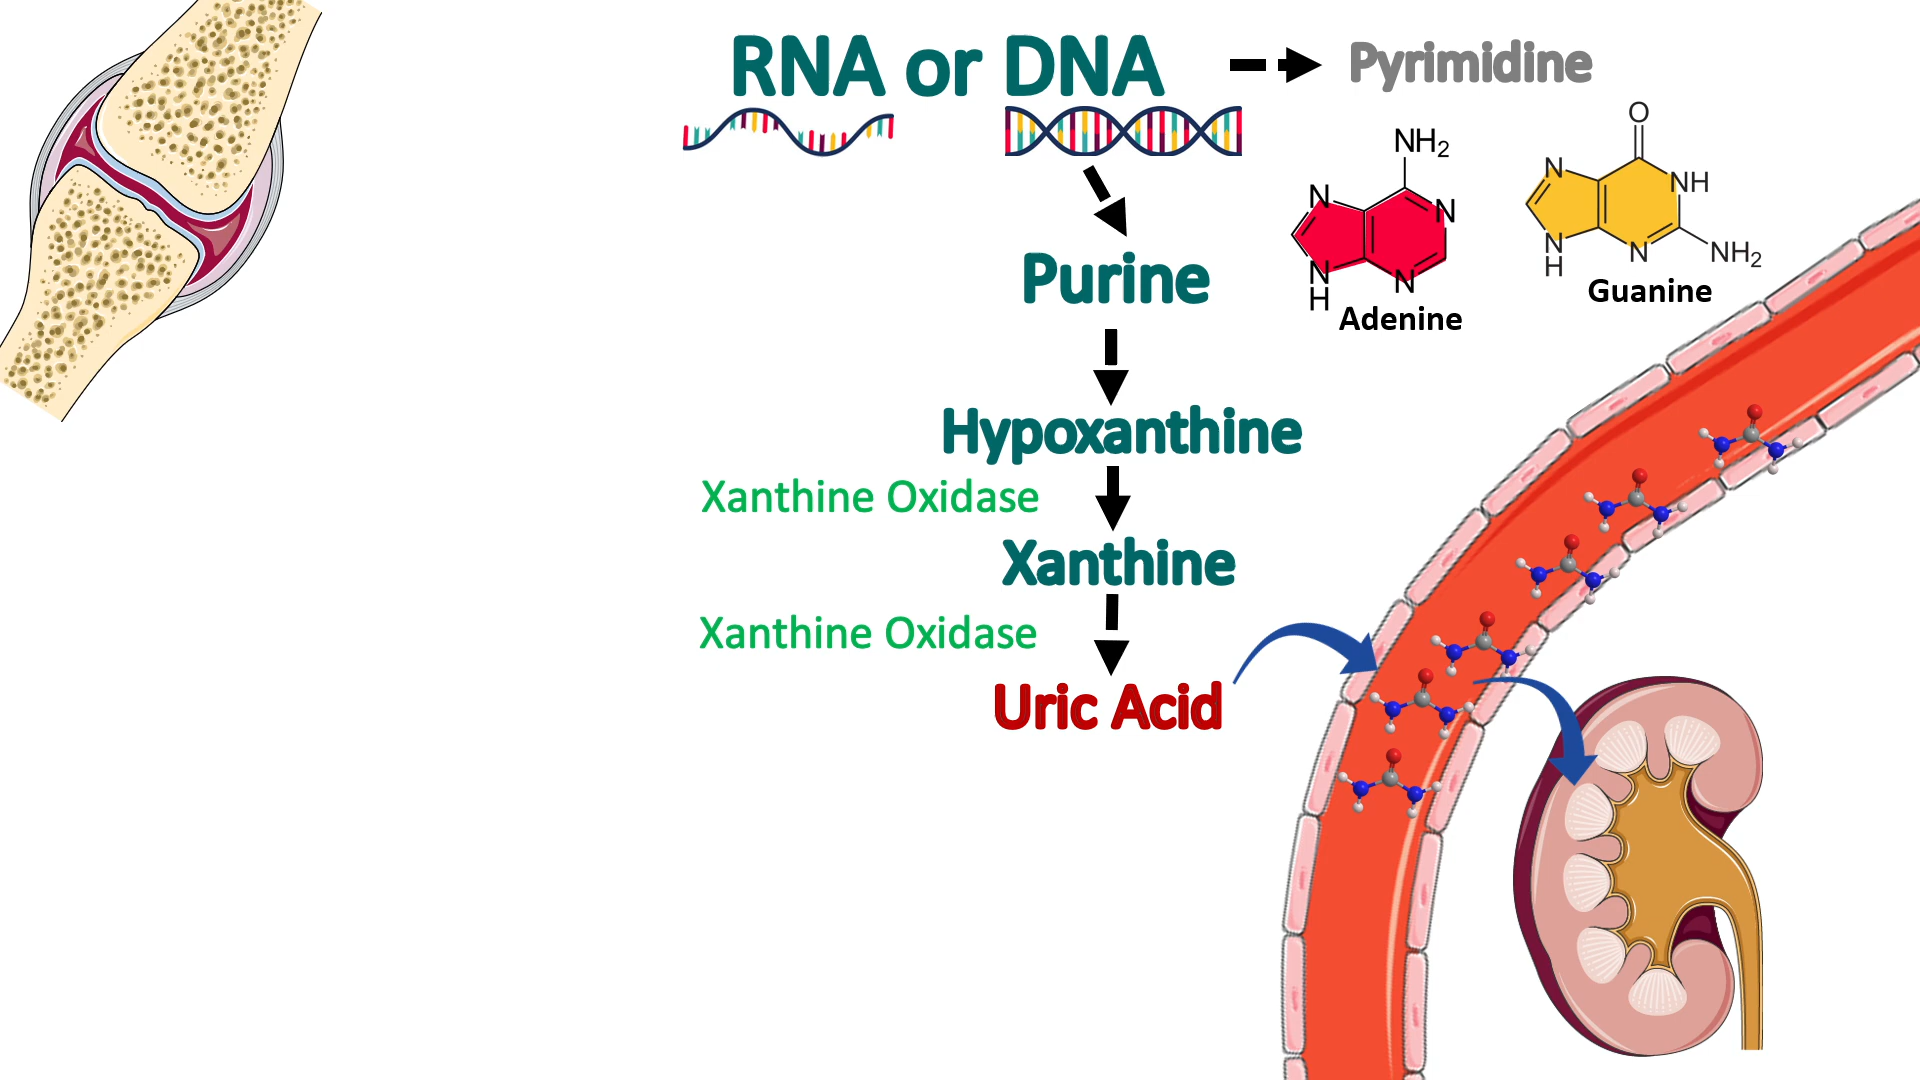 RNA or DNA
Pyrimidine
Purine
NH₂
N
N
N
N
H
Adenine
O
N
NH
N
H
N
NH₂
Guanine
Hypoxanthine
Xanthine Oxidase
Xanthine
Xanthine Oxidase
Uric Acid